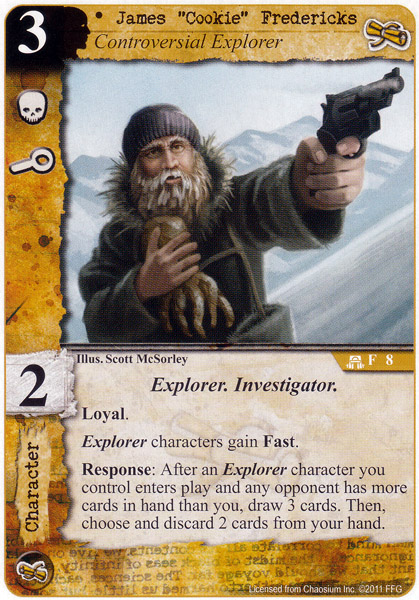 3
• James "Cookie" Fredericks
Controversial Explorer
Illus. Scott McSorley
F 8
2
Explorer. Investigator.
Loyal.
Explorer characters gain Fast.
Response: After an Explorer character you
control enters play and any opponent has more
cards in hand than you, draw 3 cards. Then,
choose and discard 2 cards from your hand.
Character
Licensed from Chaosium Inc. ©2011 FFG